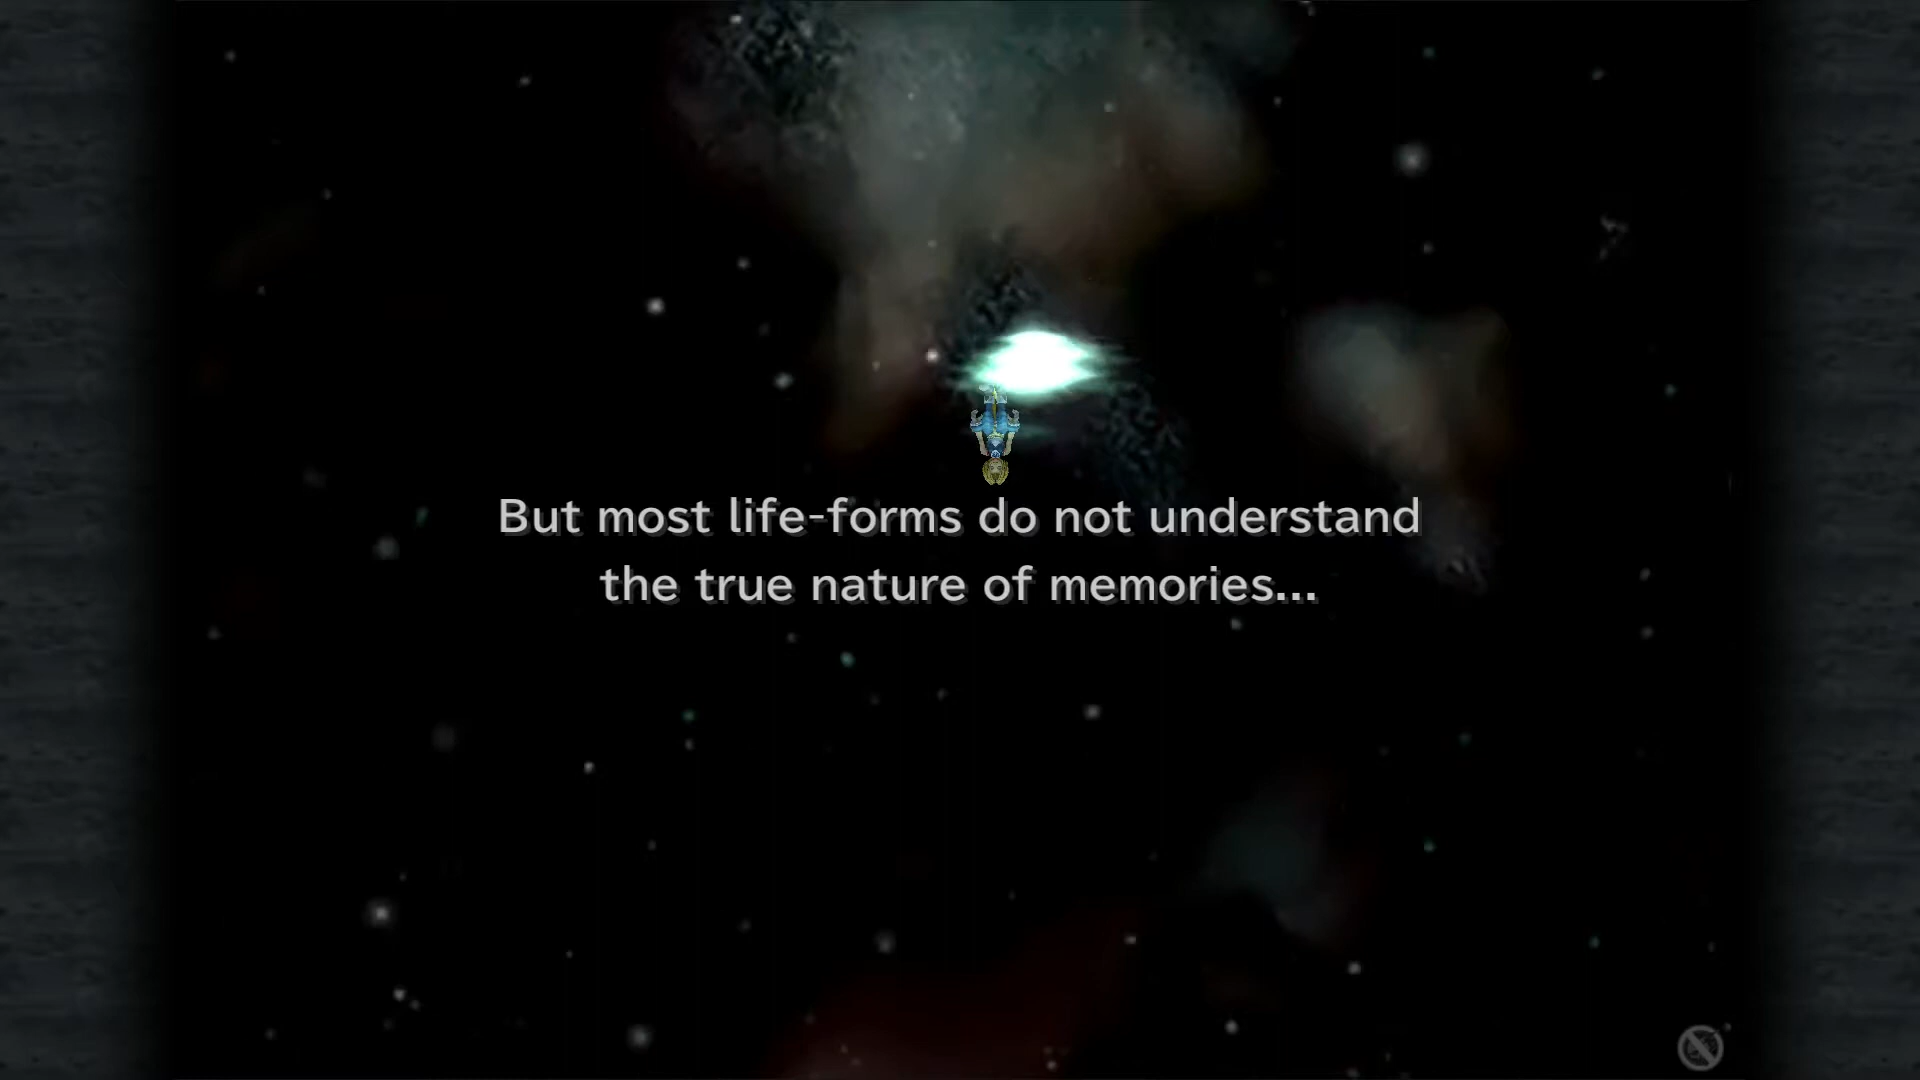 But most life-forms do not understand
the true nature of memories...